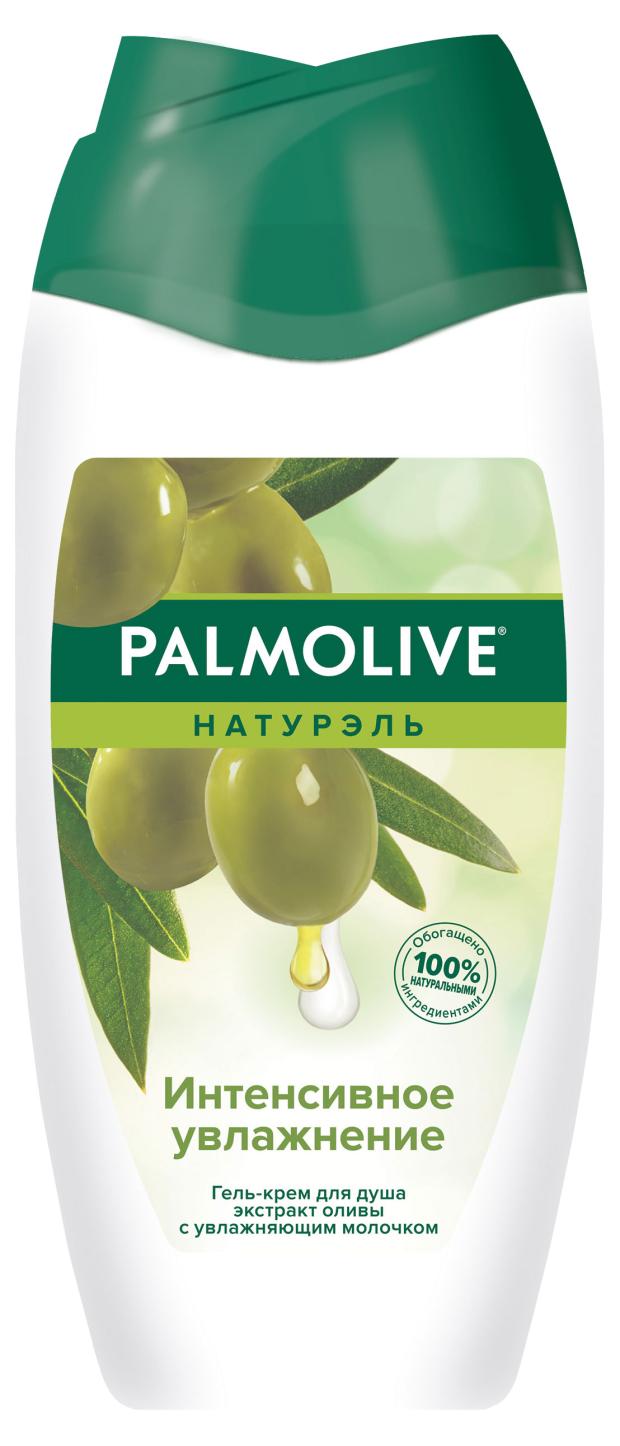 PALMOLIVE®
НАТУРЭЛЬ
Обогащено
100%
НАТУРАЛЬНЫМИ
ингредиентами
Интенсивное
увлажнение
Гель-крем для душа
экстракт оливы
с увлажняющим молочком